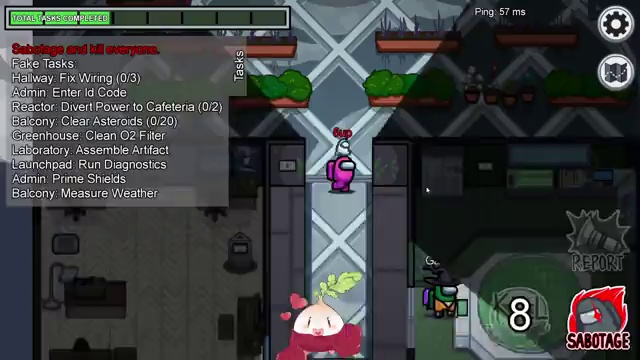 TOTAL TASKS COMPLETED
Ping: 57 ms
Sabotage and kill everyone.
Fake Tasks:
Hallway: Fix Wiring (0/3)
Admin: Enter Id Code
Reactor: Divert Power to Cafeteria (0/2)
Balcony: Clear Asteroids (0/20)
Greenhouse: Clean O2 Filter
Laboratory: Assemble Artifact
Launchpad: Run Diagnostics
Admin: Prime Shields
Balcony: Measure Weather
Tasks
6up
REPORT
8
SABOTAGE